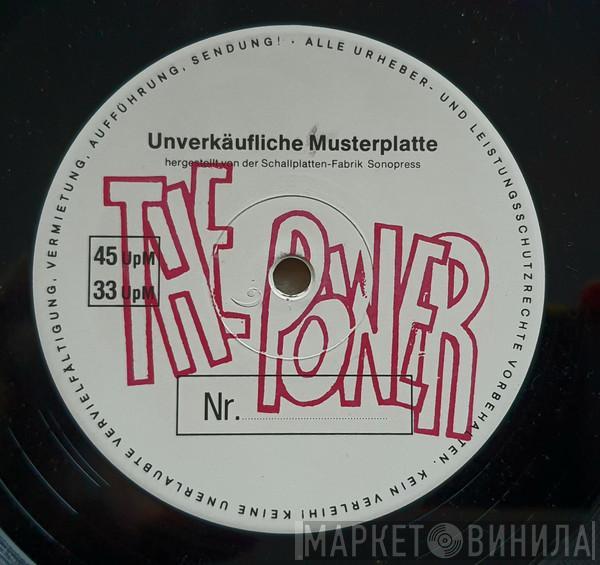 ALLE URHEBER- UND LEISTUNGSSCHUTZRECHTE VORBEHALTEN. KEIN VERLEIH! KEINE UNERLAUBTE VERVIELFÄLTIGUNG, VERMIETUNG, AUFFÜHRUNG, SENDUNG! ·
Unverkäufliche Musterplatte
hergestellt von der Schallplatten-Fabrik Sonopress
THE POWER
45 UpM
33 UpM
Nr.
МАРКЕТ ВИНИЛА